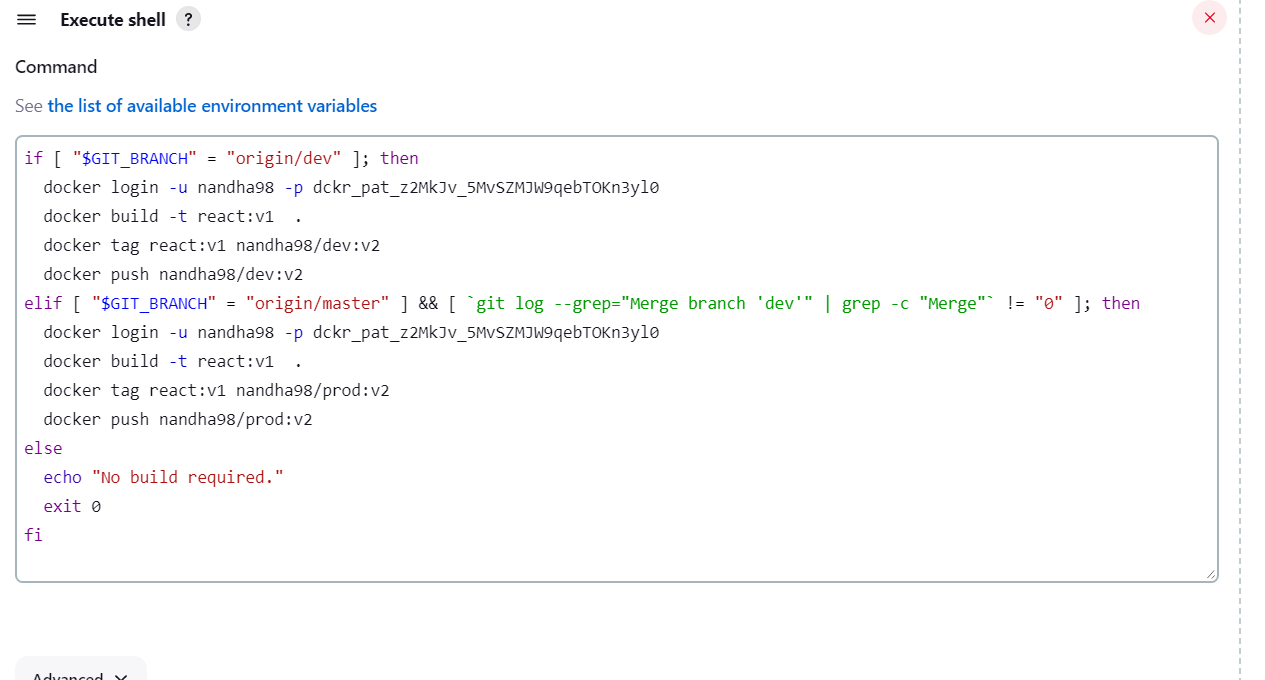 Execute shell ?
Command
See the list of available environment variables
if [ "$GIT_BRANCH" = "origin/dev" ]; then
  docker login -u nandha98 -p dckr_pat_z2MkJv_5MvSZMJW9qebTOKn3yl0
  docker build -t react:v1  .
  docker tag react:v1 nandha98/dev:v2
  docker push nandha98/dev:v2
elif [ "$GIT_BRANCH" = "origin/master" ] && [ `git log --grep="Merge branch 'dev'" | grep -c "Merge"` != "0" ]; then
  docker login -u nandha98 -p dckr_pat_z2MkJv_5MvSZMJW9qebTOKn3yl0
  docker build -t react:v1  .
  docker tag react:v1 nandha98/prod:v2
  docker push nandha98/prod:v2
else
  echo "No build required."
  exit 0
fi
Advanced